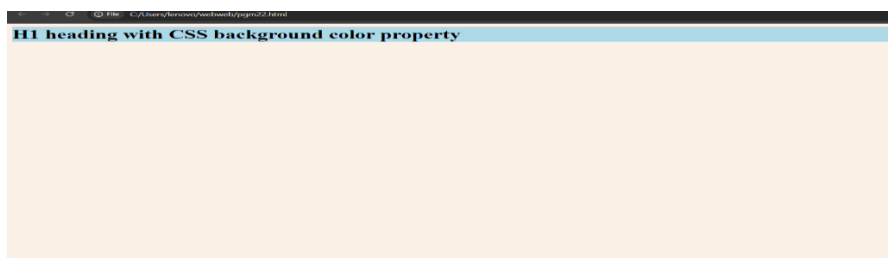 File C:/Users/lenovo/webweb/pgm22.html
H1 heading with CSS background color property